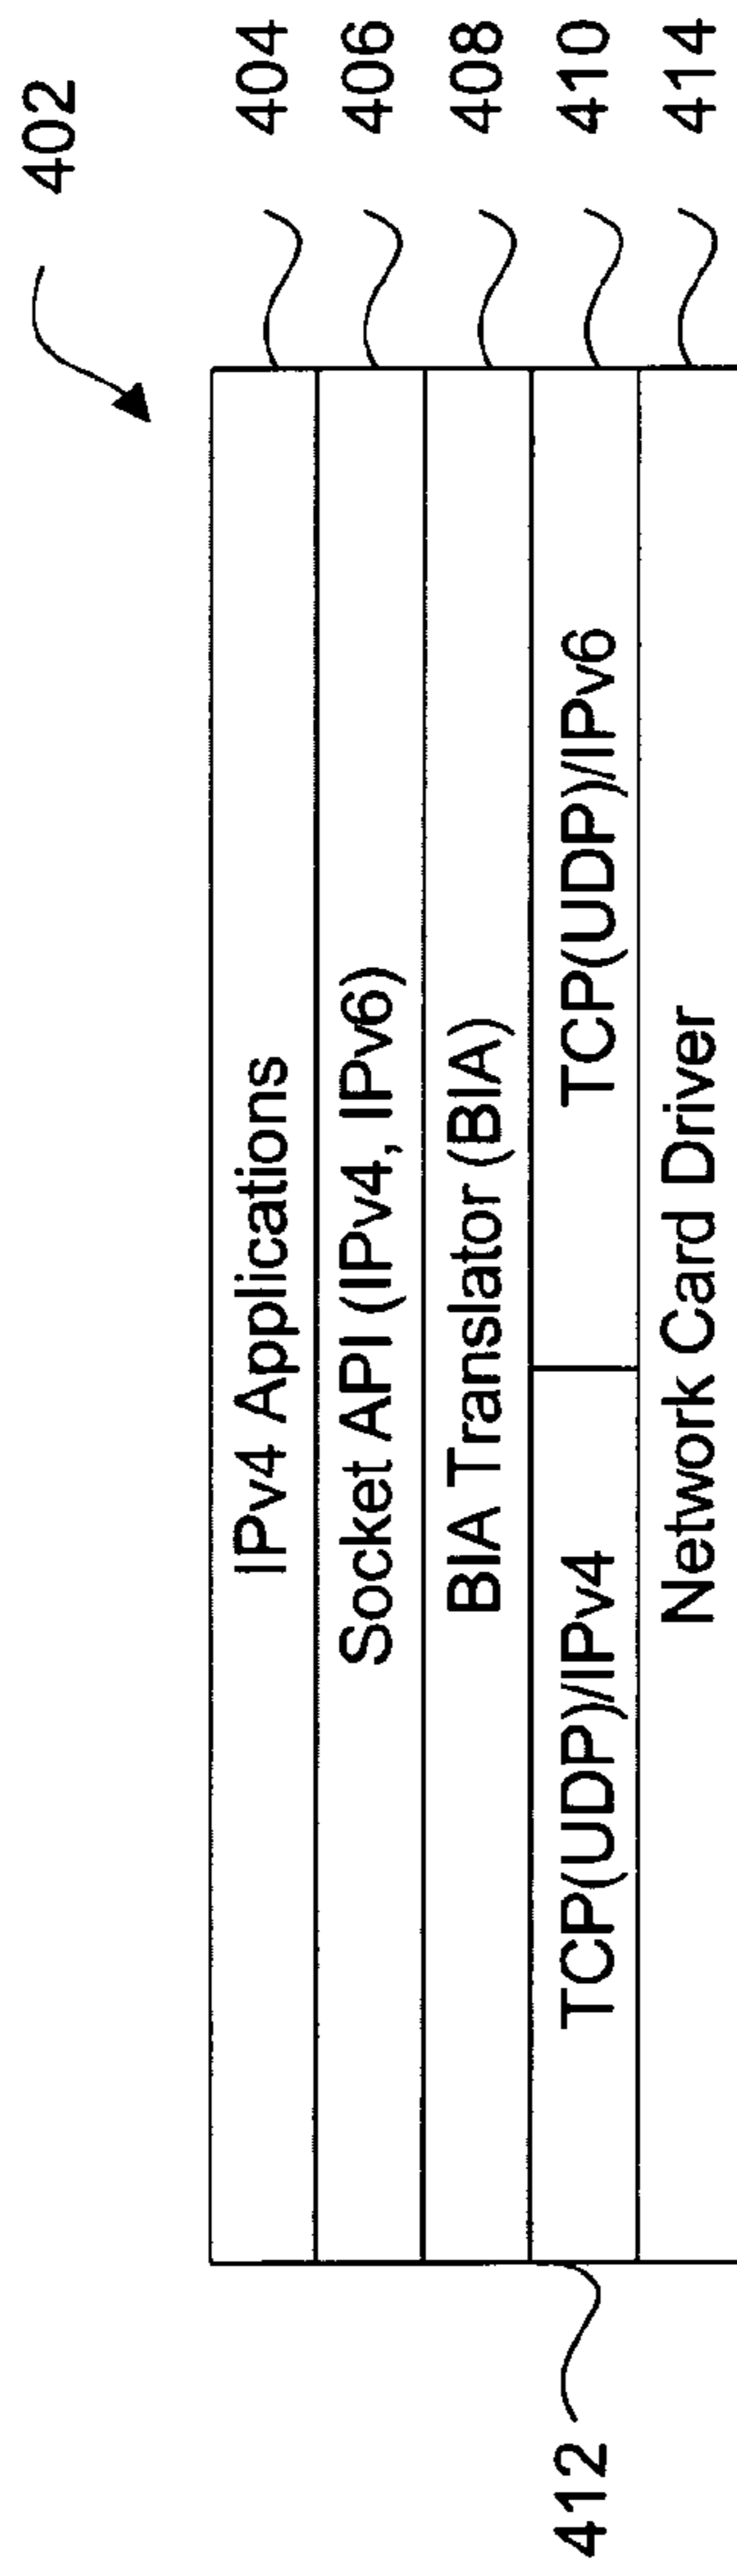 402
IPv4 Applications
404
Socket API (IPv4, IPv6)
406
BIA Translator (BIA)
408
412
TCP(UDP)/IPv4
TCP(UDP)/IPv6
410
Network Card Driver
414